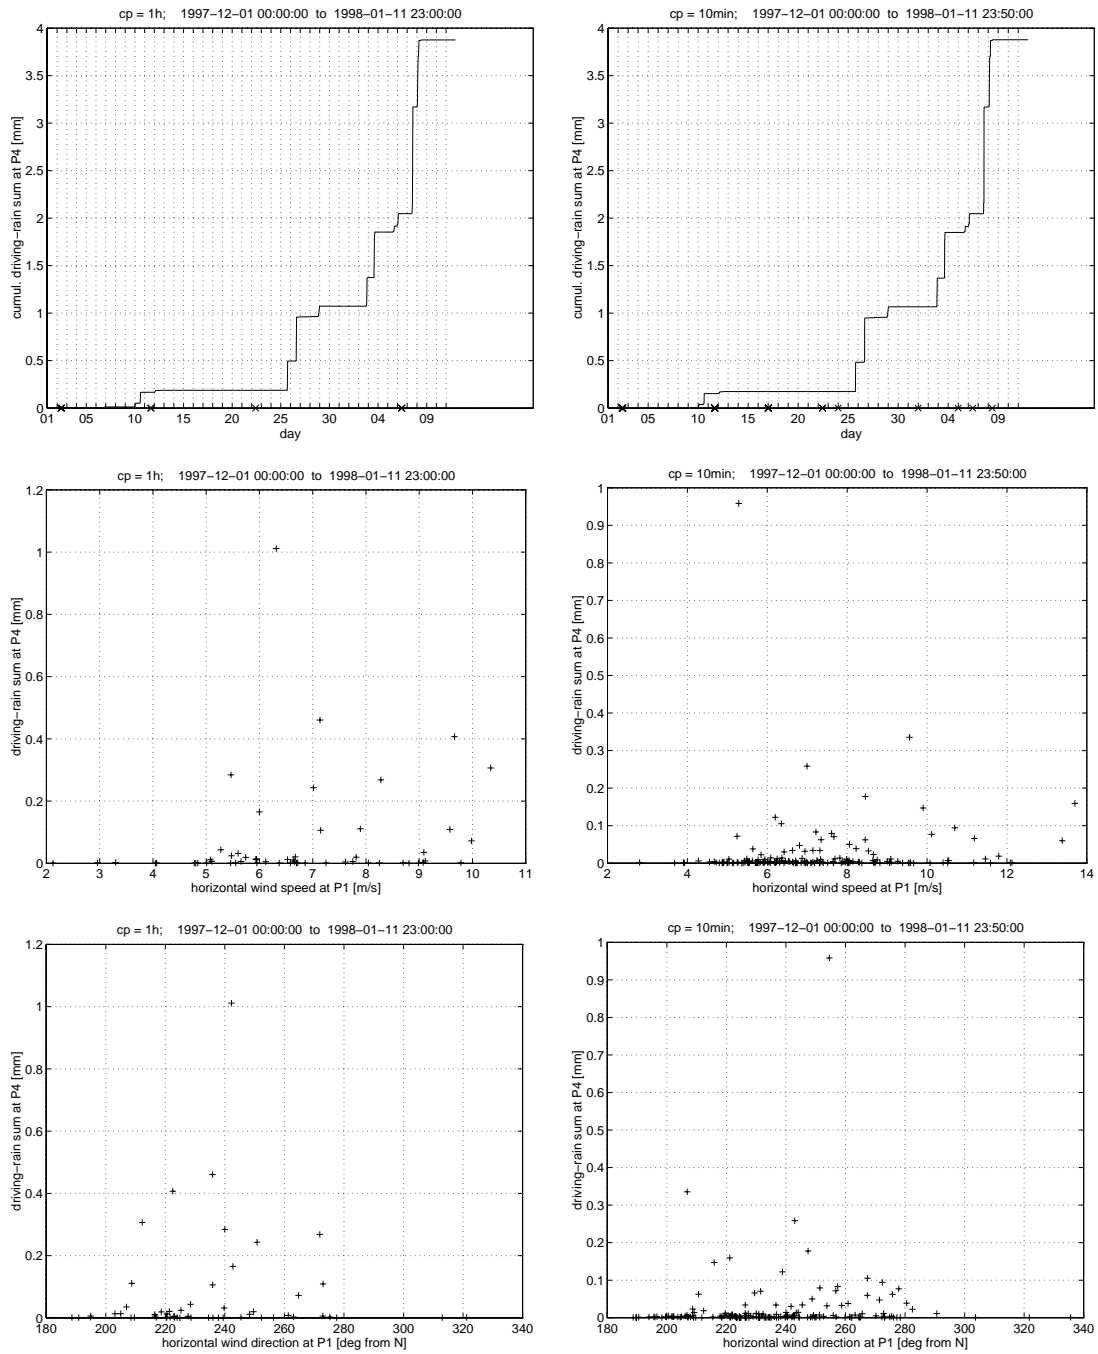 cp = 1h; 1997−12−01 00:00:00 to 1998−01−11 23:00:00
4
3.5
3
2.5
2
1.5
1
0.5
0
cumul. driving−rain sum at P4 [mm]
01 05 10 15 20 25 30 04 09
day
cp = 10min; 1997−12−01 00:00:00 to 1998−01−11 23:50:00
4
3.5
3
2.5
2
1.5
1
0.5
0
cumul. driving−rain sum at P4 [mm]
01 05 10 15 20 25 30 04 09
day
cp = 1h; 1997−12−01 00:00:00 to 1998−01−11 23:00:00
1.2
1
0.8
0.6
0.4
0.2
0
driving−rain sum at P4 [mm]
2 3 4 5 6 7 8 9 10 11
horizontal wind speed at P1 [m/s]
cp = 10min; 1997−12−01 00:00:00 to 1998−01−11 23:50:00
1
0.9
0.8
0.7
0.6
0.5
0.4
0.3
0.2
0.1
0
driving−rain sum at P4 [mm]
2 4 6 8 10 12 14
horizontal wind speed at P1 [m/s]
cp = 1h; 1997−12−01 00:00:00 to 1998−01−11 23:00:00
1.2
1
0.8
0.6
0.4
0.2
0
driving−rain sum at P4 [mm]
180 200 220 240 260 280 300 320 340
horizontal wind direction at P1 [deg from N]
cp = 10min; 1997−12−01 00:00:00 to 1998−01−11 23:50:00
1
0.9
0.8
0.7
0.6
0.5
0.4
0.3
0.2
0.1
0
driving−rain sum at P4 [mm]
180 200 220 240 260 280 300 320 340
horizontal wind direction at P1 [deg from N]